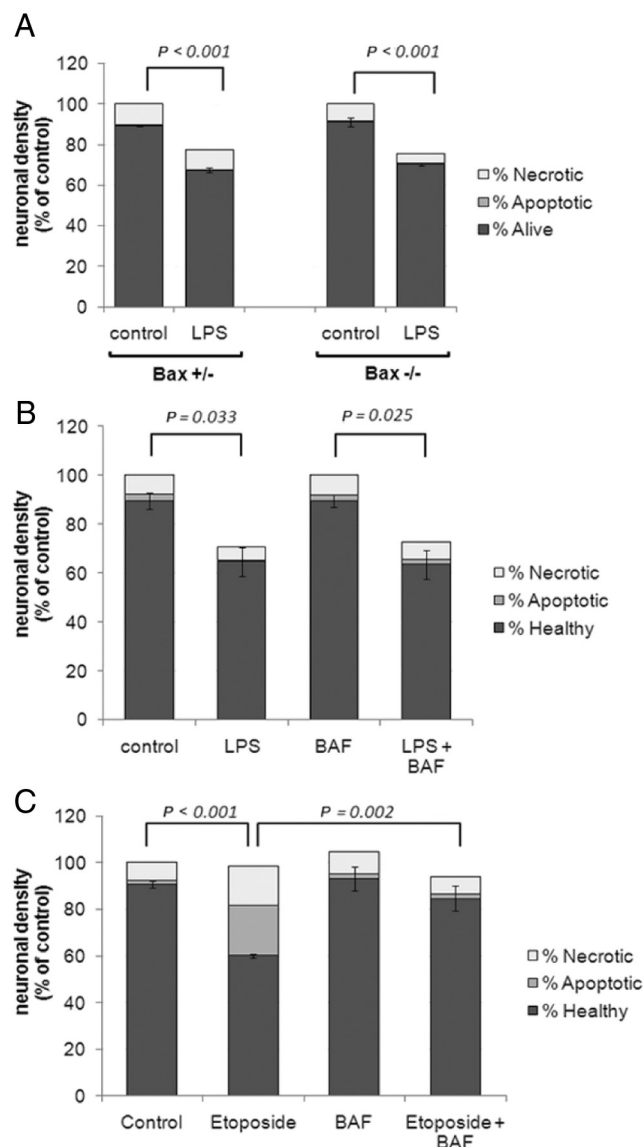 A
P < 0.001
P < 0.001
neuronal density
(% of control)
120
100
80
60
40
20
0
% Necrotic
% Apoptotic
% Alive
control
LPS
control
LPS
Bax +/-
Bax -/-
B
P = 0.033
P = 0.025
neuronal density
(% of control)
120
100
80
60
40
20
0
% Necrotic
% Apoptotic
% Healthy
control
LPS
BAF
LPS +
BAF
C
P < 0.001
P = 0.002
neuronal density
(% of control)
120
100
80
60
40
20
0
% Necrotic
% Apoptotic
% Healthy
Control
Etoposide
BAF
Etoposide +
BAF